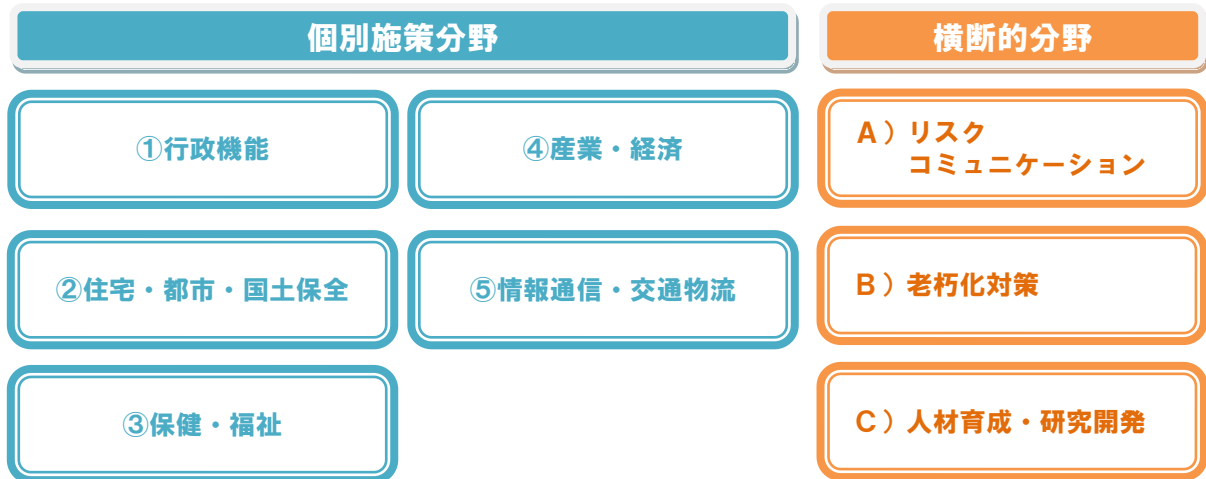 個別施策分野
①行政機能
②住宅・都市・国土保全
③保健・福祉
④産業・経済
⑤情報通信・交通物流
横断的分野
A）リスク
コミュニケーション
B）老朽化対策
C）人材育成・研究開発